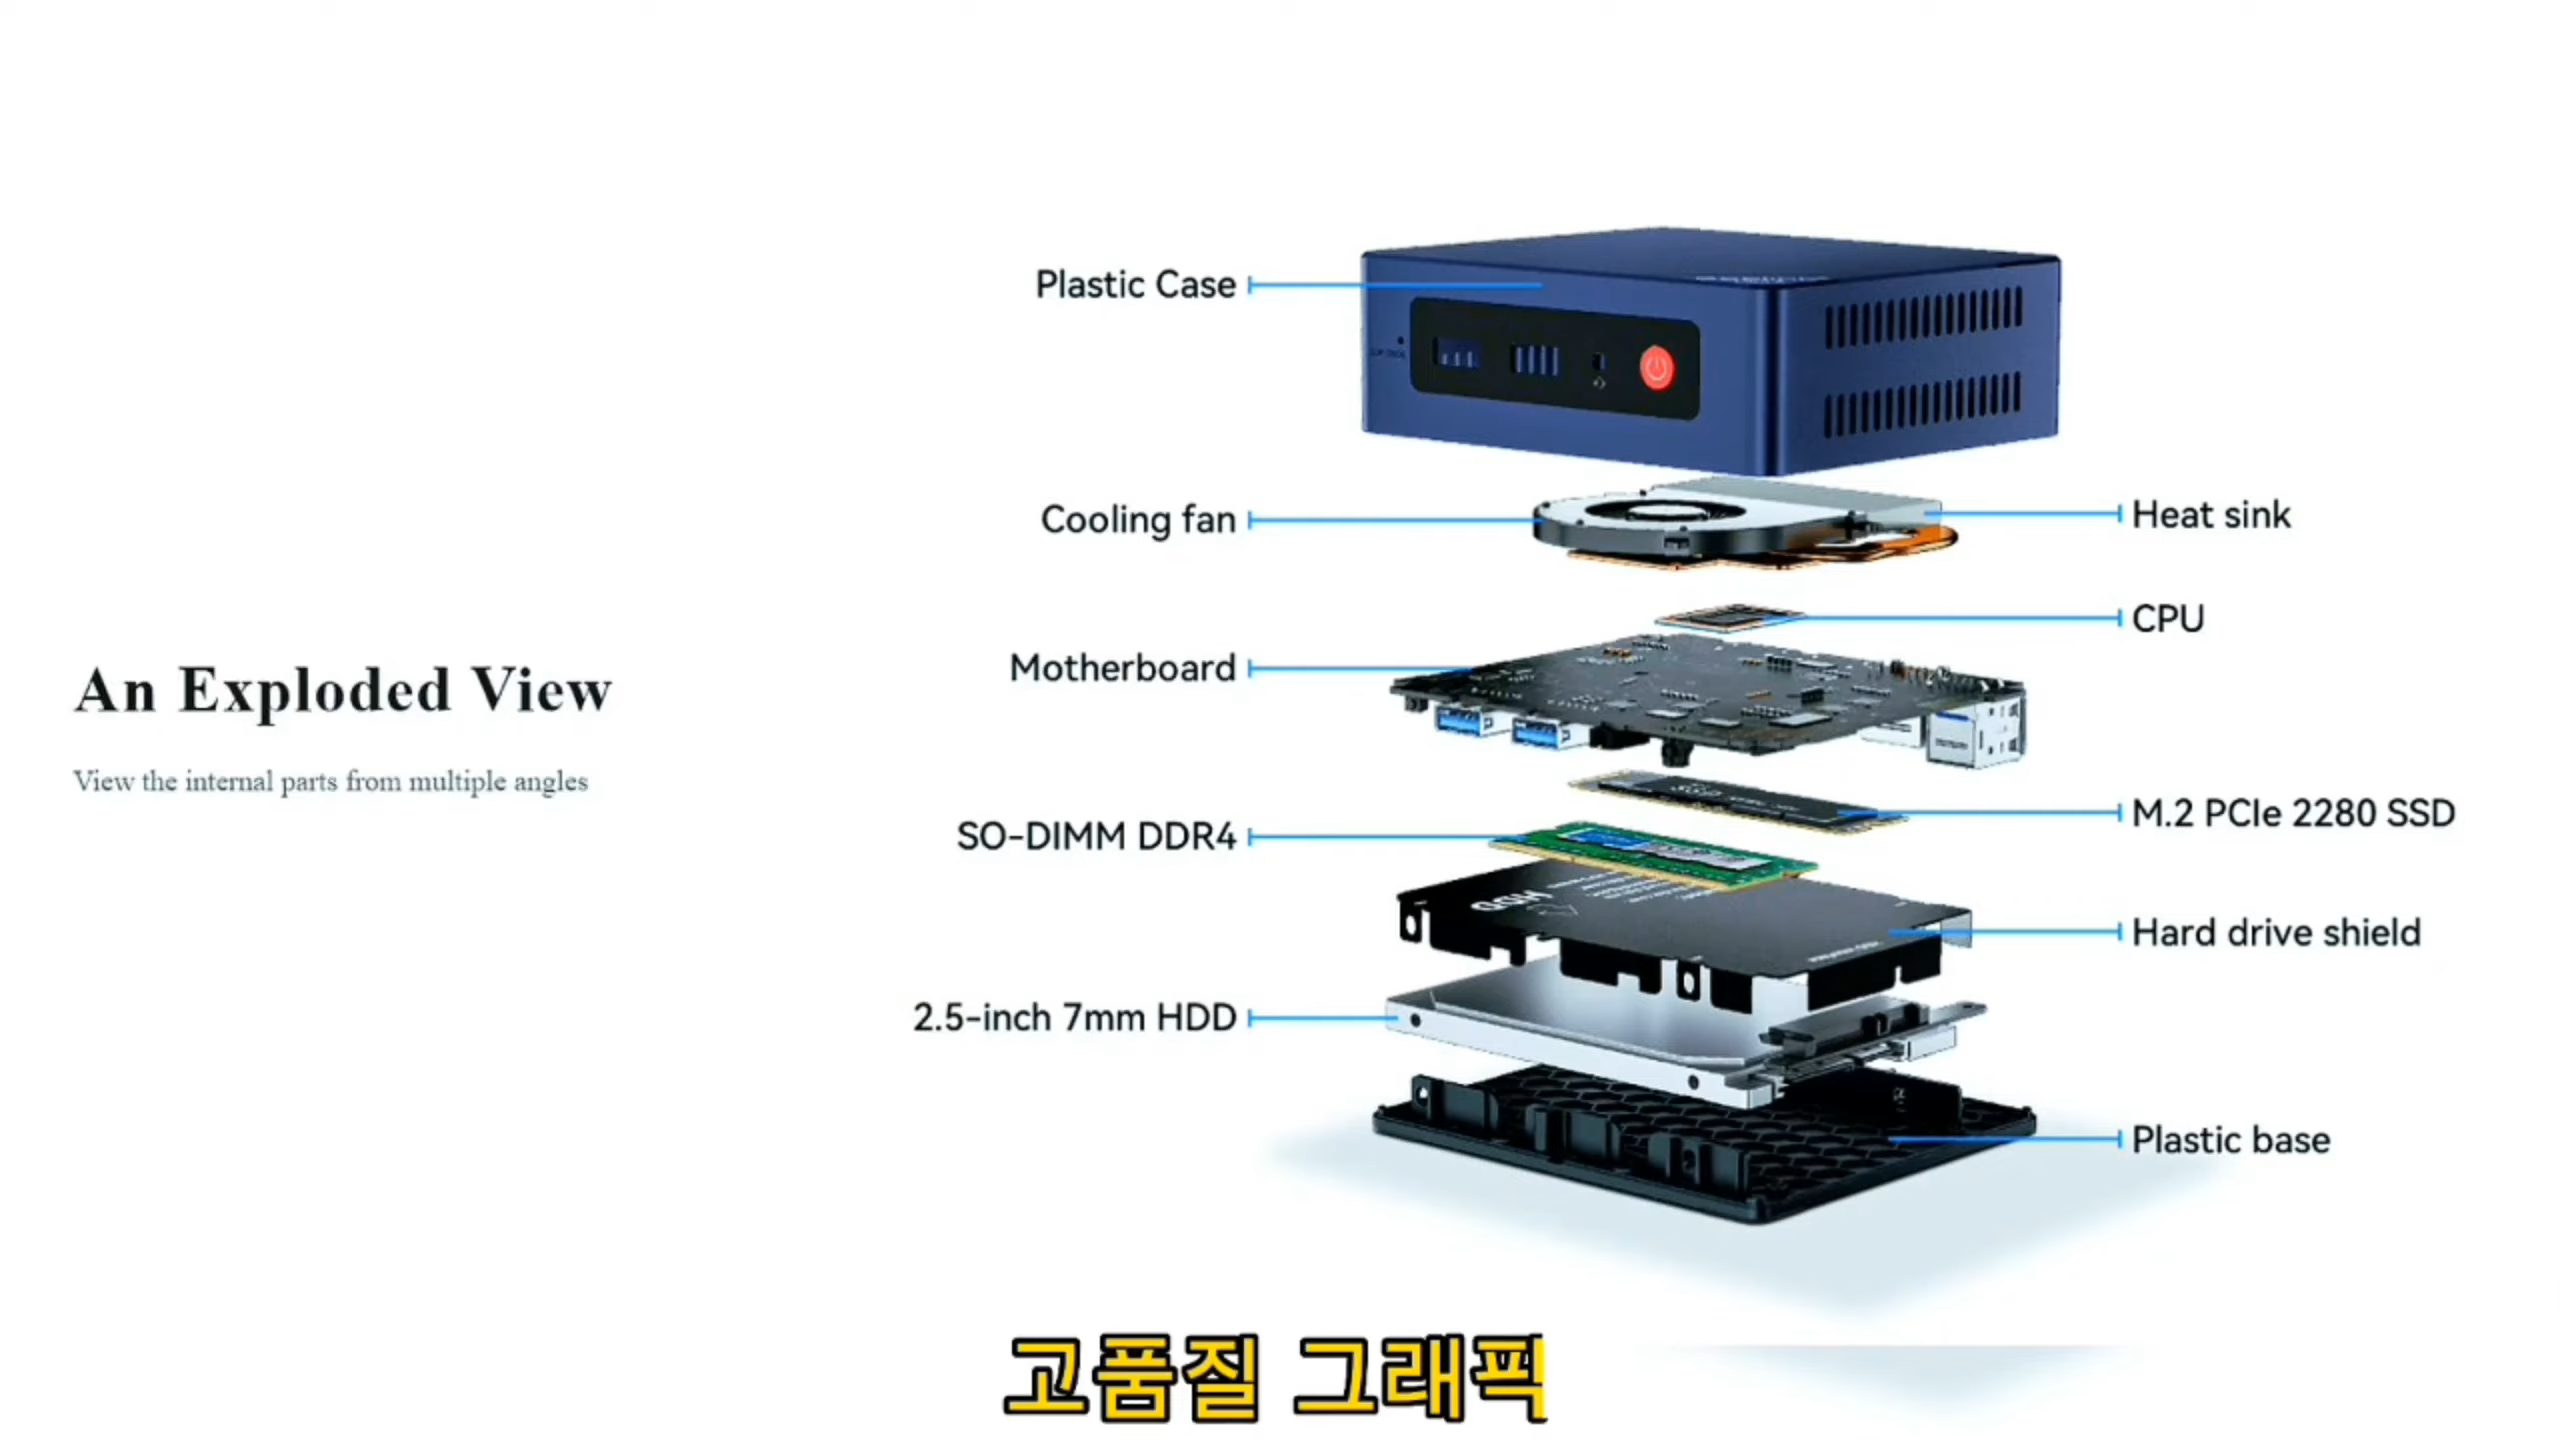 Plastic Case
Cooling fan
Heat sink
CPU
Motherboard
An Exploded View
View the internal parts from multiple angles
M.2 PCIe 2280 SSD
SO-DIMM DDR4
Hard drive shield
2.5-inch 7mm HDD
Plastic base
SSD
HDD
고품질 그래픽